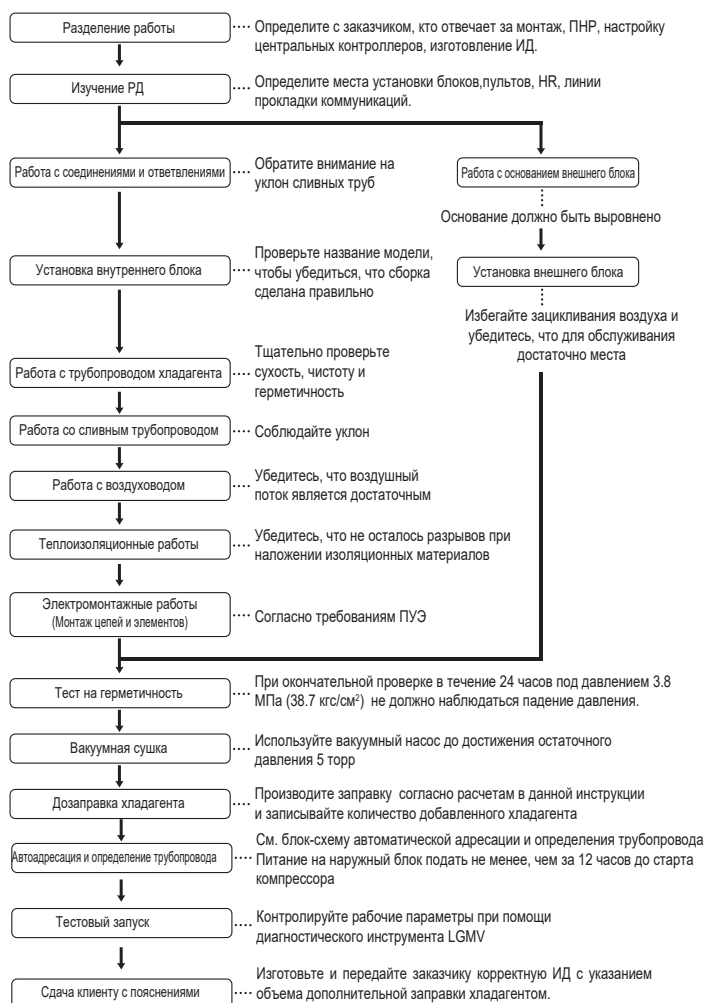 Разделение работы
Определите с заказчиком, кто отвечает за монтаж, ПНР, настройку
центральных контроллеров, изготовление ИД.
Изучение РД
Определите места установки блоков,пультов, HR, линии
прокладки коммуникаций.
Работа с соединениями и ответвлениями
Обратите внимание на
уклон сливных труб
Работа с основанием внешнего блока
Основание должно быть выровнено
Установка внутреннего блока
Проверьте название модели,
чтобы убедиться, что сборка
сделана правильно
Установка внешнего блока
Избегайте зацикливания воздуха и
убедитесь, что для обслуживания
достаточно места
Работа с трубопроводом хладагента
Тщательно проверьте
сухость, чистоту и
герметичность
Работа со сливным трубопроводом
Соблюдайте уклон
Работа с воздуховодом
Убедитесь, что воздушный
поток является достаточным
Теплоизоляционные работы
Убедитесь, что не осталось разрывов при
наложении изоляционных материалов
Электромонтажные работы
(Монтаж цепей и элементов)
Согласно требованиям ПУЭ
Тест на герметичность
При окончательной проверке в течение 24 часов под давлением 3.8
МПа (38.7 кгс/см²) не должно наблюдаться падение давления.
Вакуумная сушка
Используйте вакуумный насос до достижения остаточного
давления 5 торр
Дозаправка хладагента
Производите заправку согласно расчетам в данной инструкции
и записывайте количество добавленного хладагента
Автоадресация и определение трубопровода
См. блок-схему автоматической адресации и определения трубопровода
Питание на наружный блок подать не менее, чем за 12 часов до старта
компрессора
Тестовый запуск
Контролируйте рабочие параметры при помощи
диагностического инструмента LGMV
Сдача клиенту с пояснениями
Изготовьте и передайте заказчику корректную ИД с указанием
объема дополнительной заправки хладагентом.